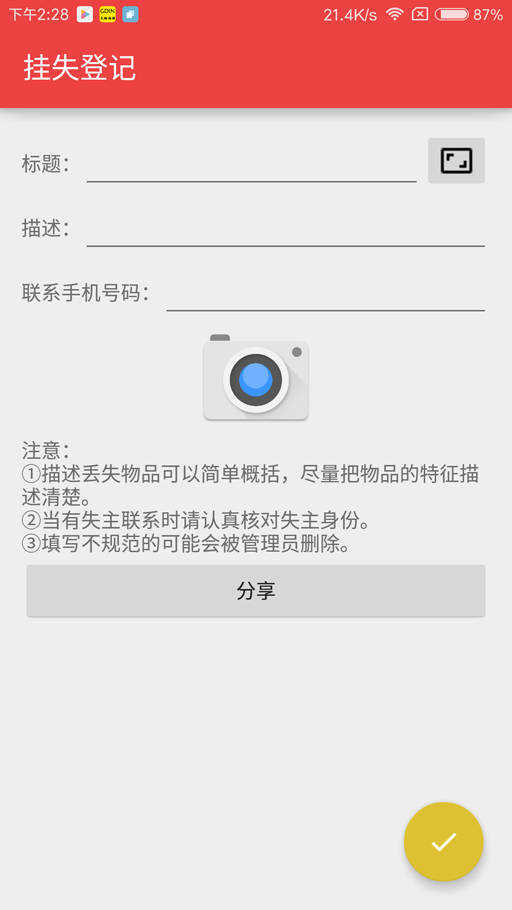 下午2:28 GDIN 21.4K/s 87%
挂失登记
标题：
描述：
联系手机号码：
注意：
①描述丢失物品可以简单概括，尽量把物品的特征描
述清楚。
②当有失主联系时请认真核对失主身份。
③填写不规范的可能会被管理员删除。
分享